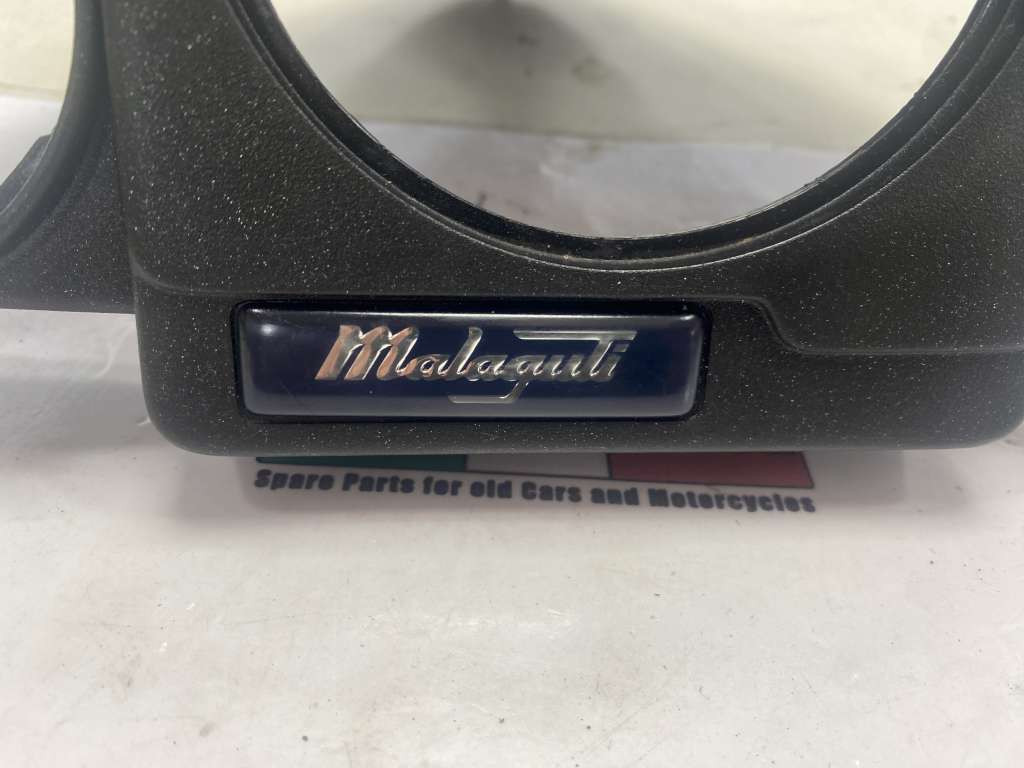 Malaguti
Spare Parts for old Cars and Motorcycles